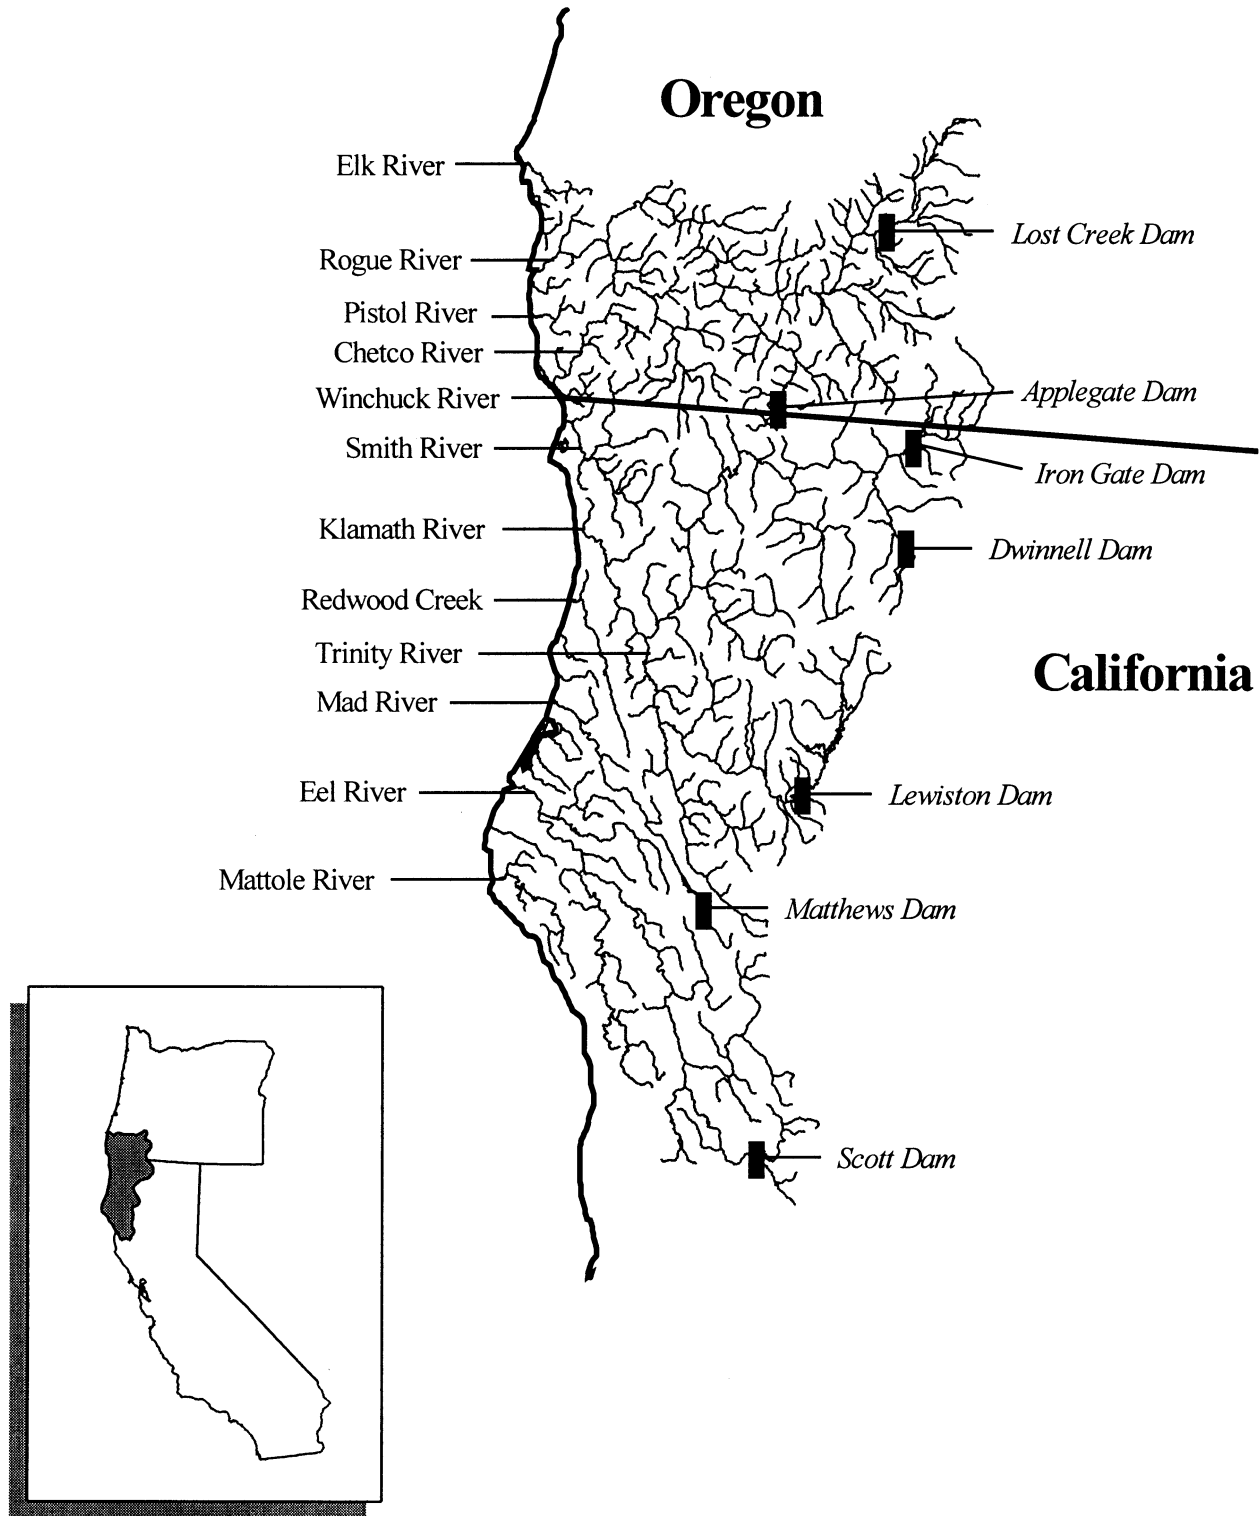 Oregon
Elk River
Lost Creek Dam
Rogue River
Pistol River
Chetco River
Winchuck River
Applegate Dam
Smith River
Iron Gate Dam
Klamath River
Dwinnell Dam
Redwood Creek
Trinity River
California
Mad River
Eel River
Lewiston Dam
Mattole River
Matthews Dam
Scott Dam